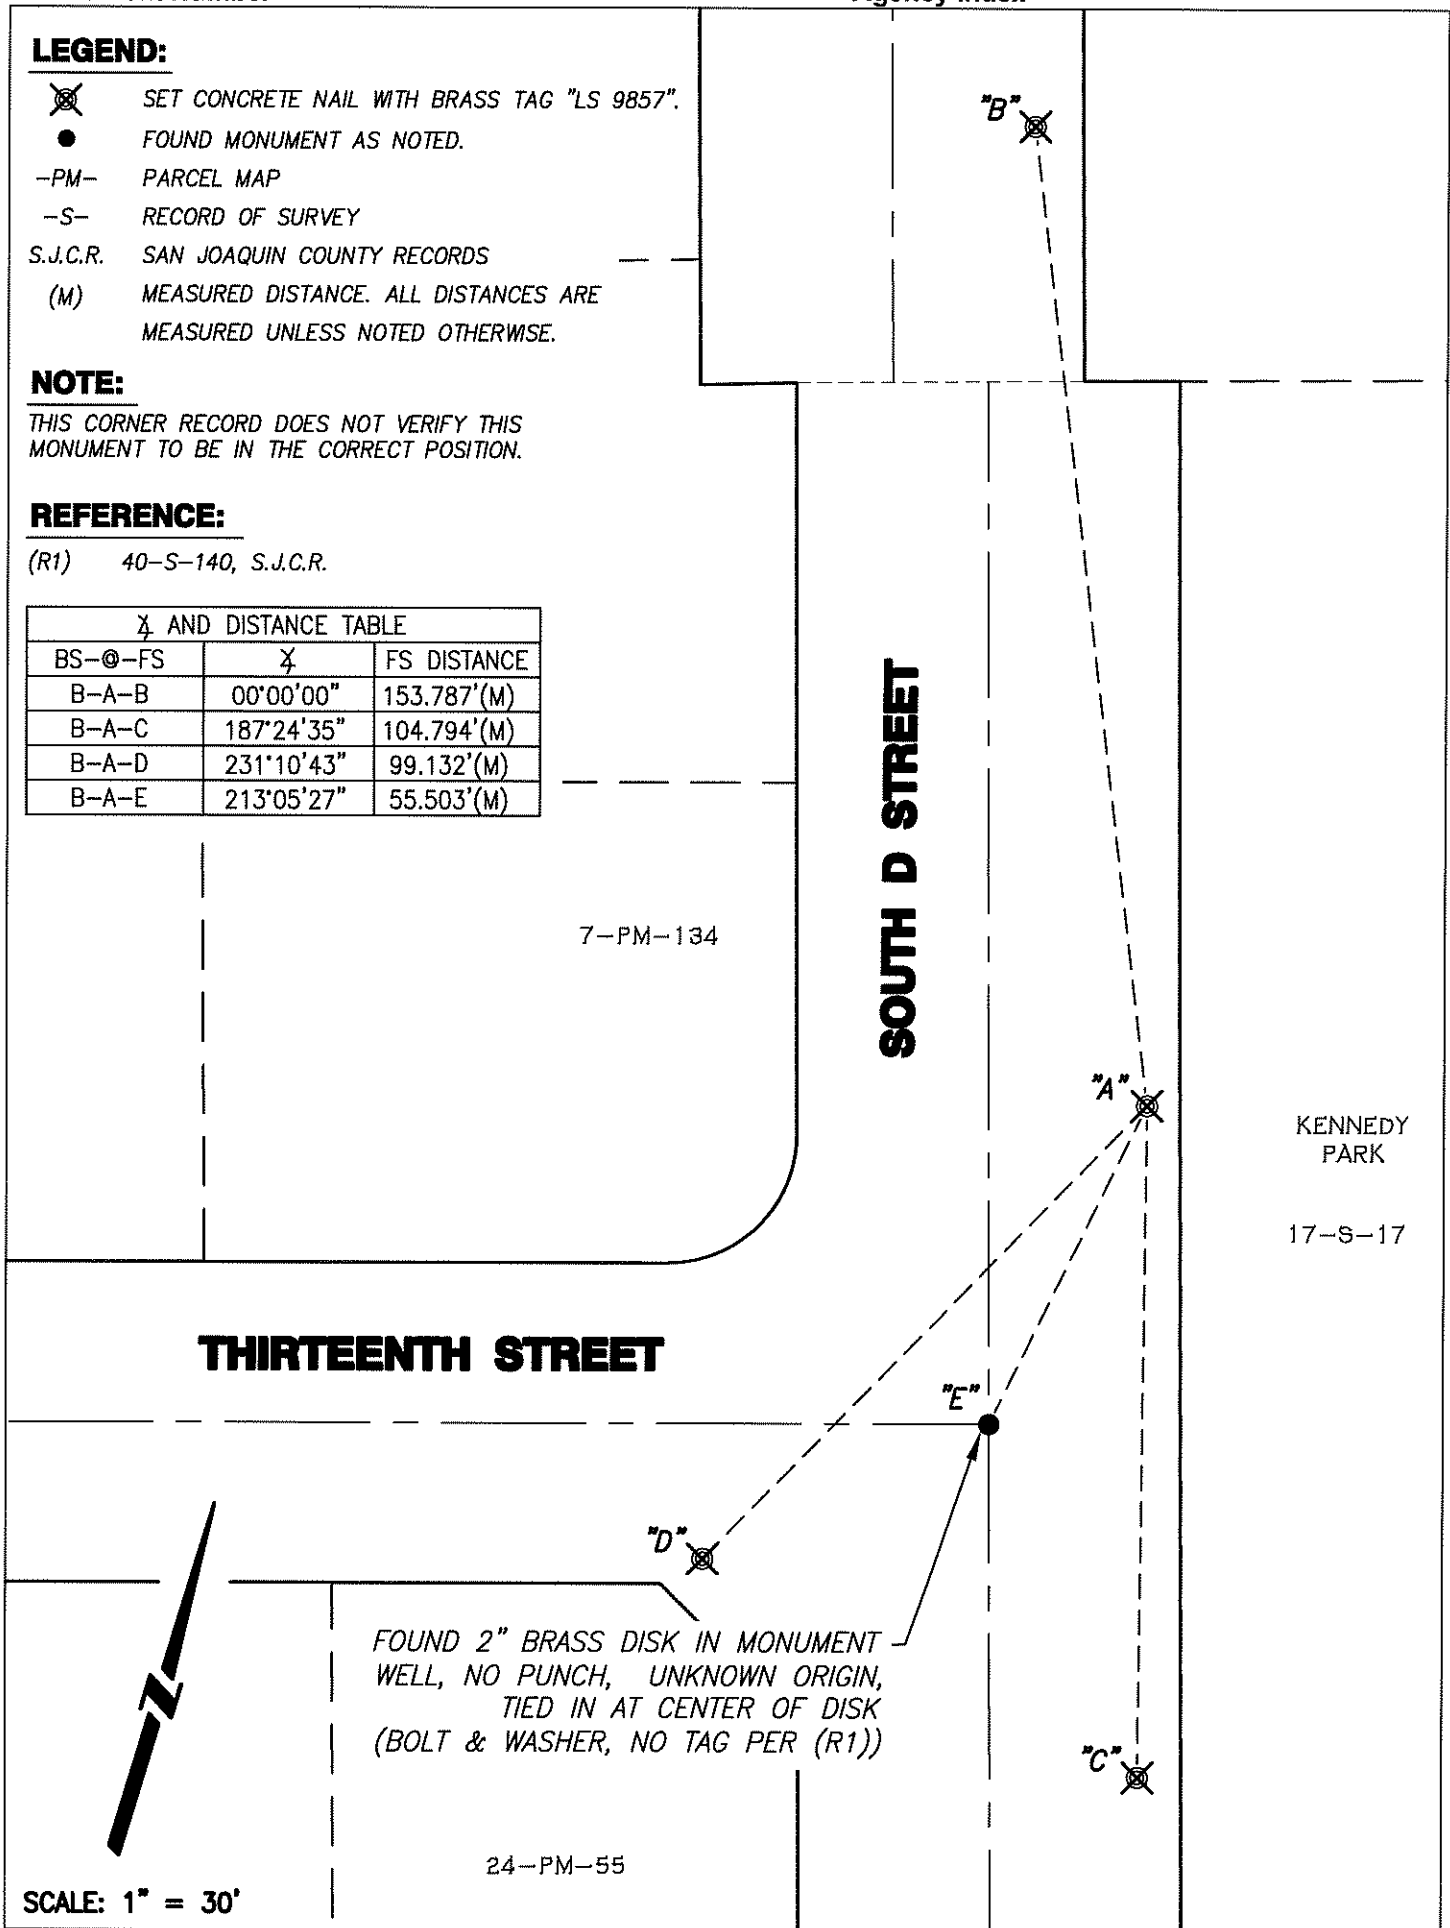 LEGEND:
SET CONCRETE NAIL WITH BRASS TAG "LS 9857".
FOUND MONUMENT AS NOTED.
-PM- PARCEL MAP
-S- RECORD OF SURVEY
S.J.C.R. SAN JOAQUIN COUNTY RECORDS
(M) MEASURED DISTANCE. ALL DISTANCES ARE
MEASURED UNLESS NOTED OTHERWISE.
NOTE:
THIS CORNER RECORD DOES NOT VERIFY THIS
MONUMENT TO BE IN THE CORRECT POSITION.
REFERENCE:
(R1) 40-S-140, S.J.C.R.
∡ AND DISTANCE TABLE
BS-@-FS ∡ FS DISTANCE
B-A-B 00°00'00" 153.787'(M)
B-A-C 187°24'35" 104.794'(M)
B-A-D 231°10'43" 99.132'(M)
B-A-E 213°05'27" 55.503'(M)
"B"
SOUTH D STREET
7-PM-134
"A"
KENNEDY
PARK
17-S-17
THIRTEENTH STREET
"E"
"D"
FOUND 2" BRASS DISK IN MONUMENT
WELL, NO PUNCH, UNKNOWN ORIGIN,
TIED IN AT CENTER OF DISK
(BOLT & WASHER, NO TAG PER (R1))
"C"
24-PM-55
N
SCALE: 1" = 30'